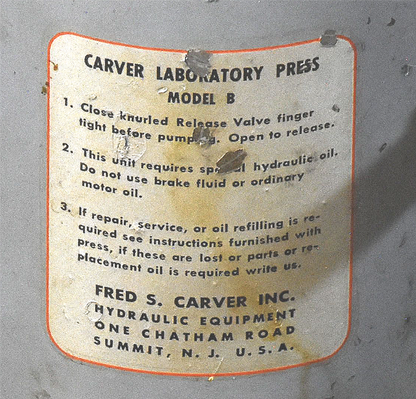 CARVER LABORATORY PRESS
MODEL B
1. Close knurled Release Valve finger
tight before pumping. Open to release.
2. This unit requires special hydraulic oil.
Do not use brake fluid or ordinary
motor oil.
3. If repair, service, or oil refilling is re-
quired see instructions furnished with
press, if these are lost or parts or re-
placement oil is required write us.
FRED S. CARVER INC.
HYDRAULIC EQUIPMENT
ONE CHATHAM ROAD
SUMMIT, N. J. U. S. A.